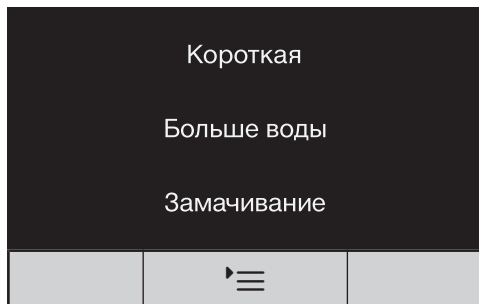 Короткая
Больше воды
Замачивание